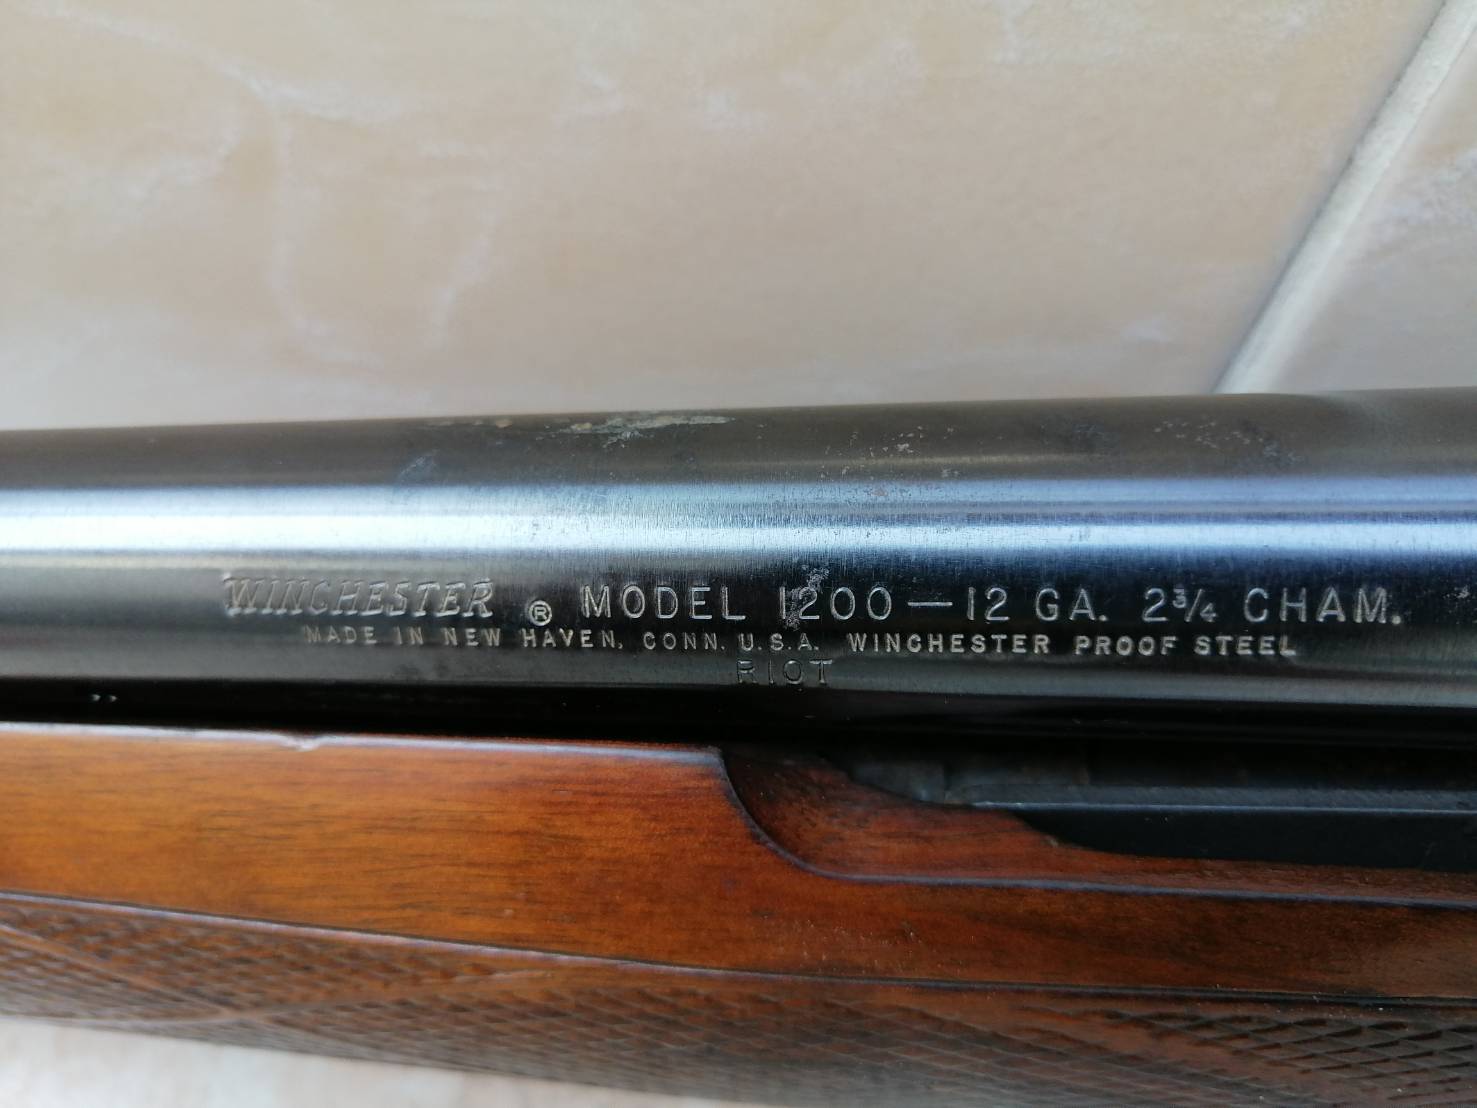 WINCHESTER ® MODEL 1200—12 GA. 2¾ CHAM.
MADE IN NEW HAVEN, CONN. U.S.A. WINCHESTER PROOF STEEL
RIOT